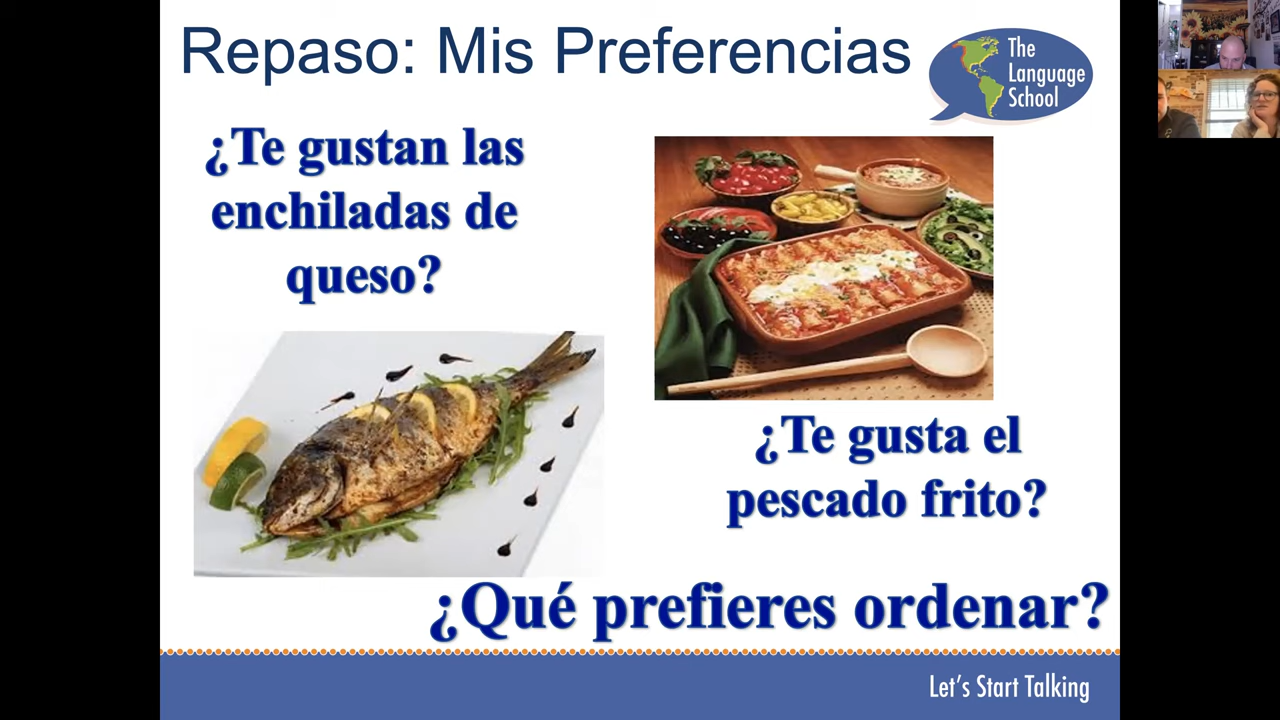 Repaso: Mis Preferencias
The
Language
School
¿Te gustan las
enchiladas de
queso?
¿Te gusta el
pescado frito?
¿Qué prefieres ordenar?
Let's Start Talking